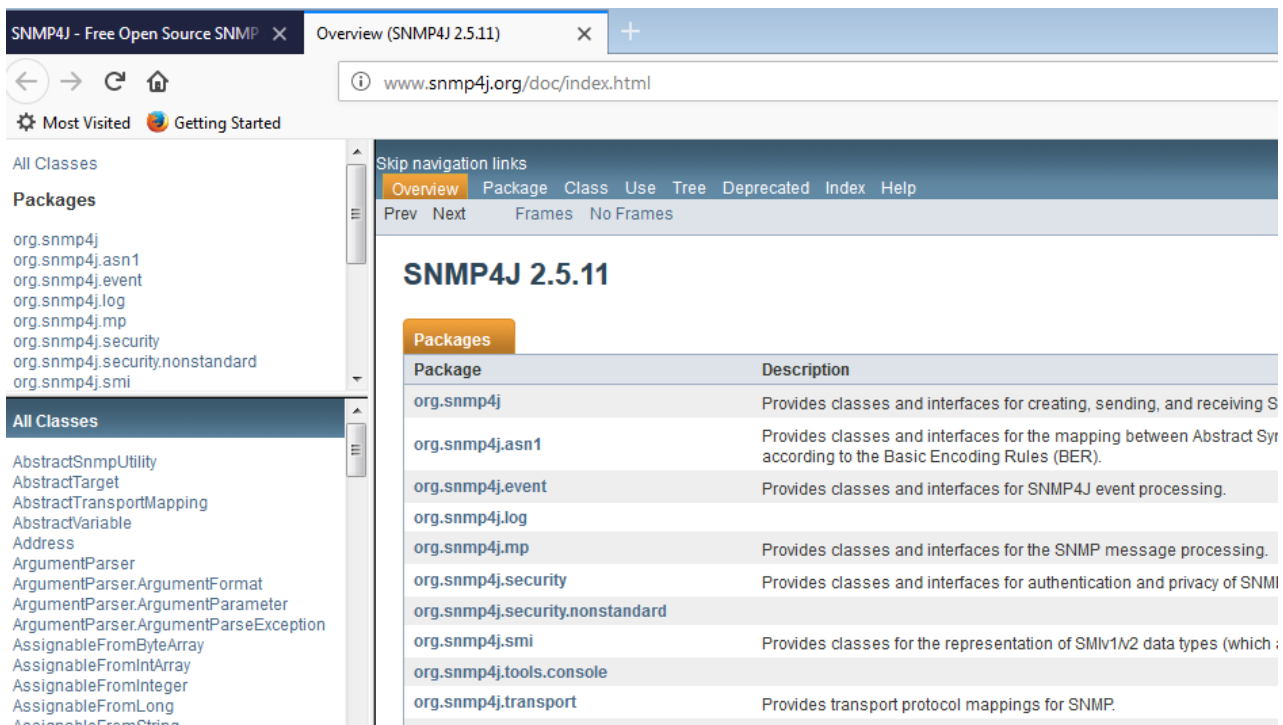 SNMP4J - Free Open Source SNMP
Overview (SNMP4J 2.5.11)
www.snmp4j.org/doc/index.html
Most Visited Getting Started
All Classes
Packages
org.snmp4j
org.snmp4j.asn1
org.snmp4j.event
org.snmp4j.log
org.snmp4j.mp
org.snmp4j.security
org.snmp4j.security.nonstandard
org.snmp4j.smi
All Classes
AbstractSnmpUtility
AbstractTarget
AbstractTransportMapping
AbstractVariable
Address
ArgumentParser
ArgumentParser.ArgumentFormat
ArgumentParser.ArgumentParameter
ArgumentParser.ArgumentParseException
AssignableFromByteArray
AssignableFromIntArray
AssignableFromInteger
AssignableFromLong
AssignableFromString
Skip navigation links
Overview Package Class Use Tree Deprecated Index Help
Prev Next Frames No Frames
SNMP4J 2.5.11
Packages
Package Description
org.snmp4j Provides classes and interfaces for creating, sending, and receiving S
org.snmp4j.asn1 Provides classes and interfaces for the mapping between Abstract Syn
according to the Basic Encoding Rules (BER).
org.snmp4j.event Provides classes and interfaces for SNMP4J event processing.
org.snmp4j.log
org.snmp4j.mp Provides classes and interfaces for the SNMP message processing.
org.snmp4j.security Provides classes and interfaces for authentication and privacy of SNM
org.snmp4j.security.nonstandard
org.snmp4j.smi Provides classes for the representation of SMIv1/v2 data types (which
org.snmp4j.tools.console
org.snmp4j.transport Provides transport protocol mappings for SNMP.